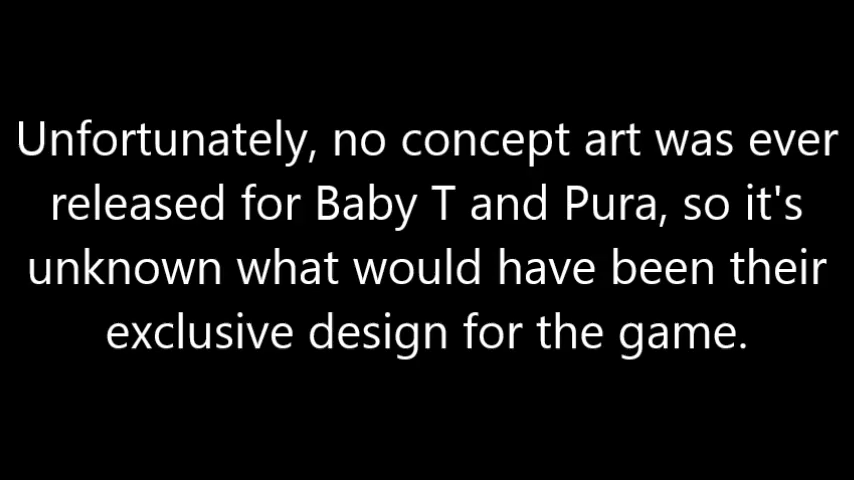 Unfortunately, no concept art was ever
released for Baby T and Pura, so it's
unknown what would have been their
exclusive design for the game.